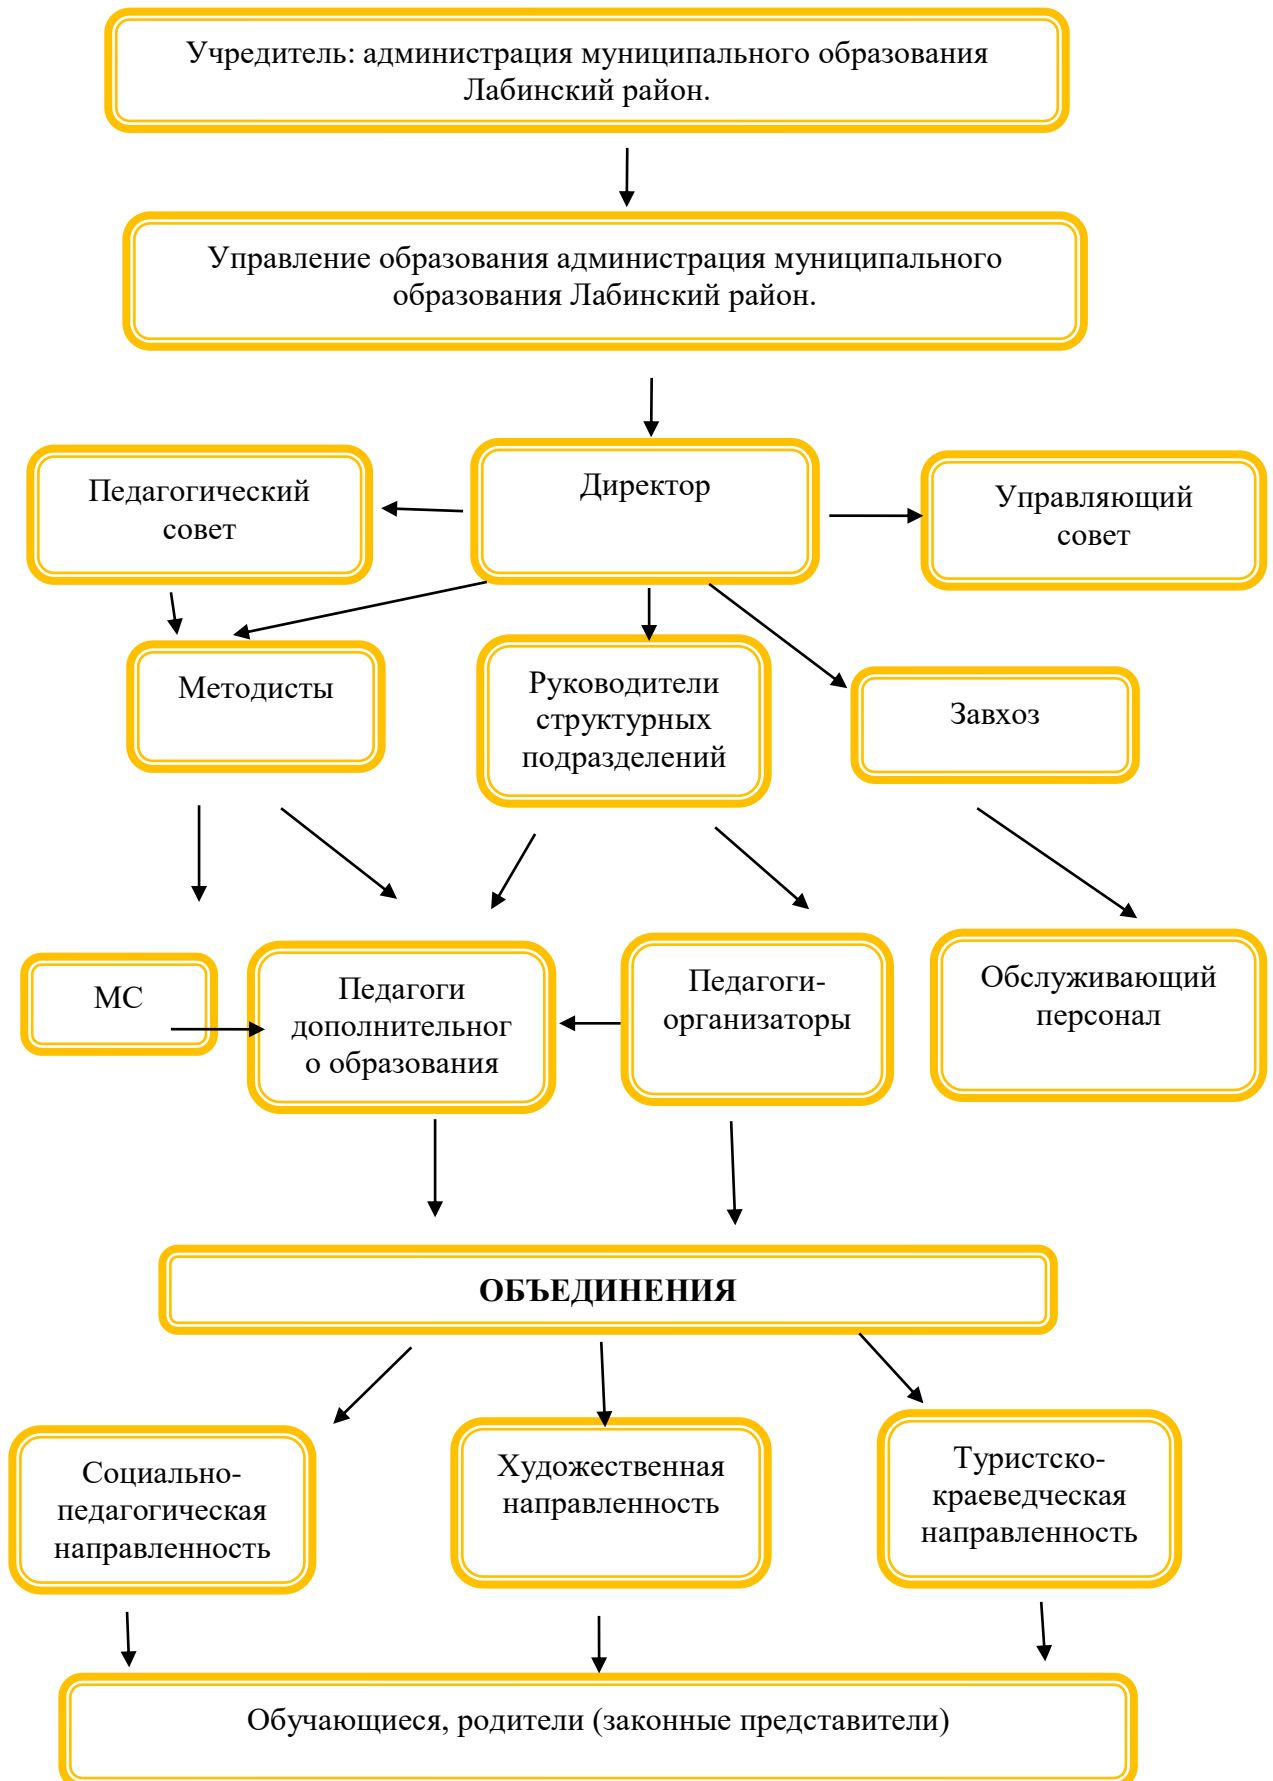 Учредитель: администрация муниципального образования
Лабинский район.
Управление образования администрация муниципального
образования Лабинский район.
Педагогический
совет
Директор
Управляющий
совет
Методисты
Руководители
структурных
подразделений
Завхоз
МС
Педагоги
дополнительног
о образования
Педагоги-
организаторы
Обслуживающий
персонал
ОБЪЕДИНЕНИЯ
Социально-
педагогическая
направленность
Художественная
направленность
Туристско-
краеведческая
направленность
Обучающиеся, родители (законные представители)